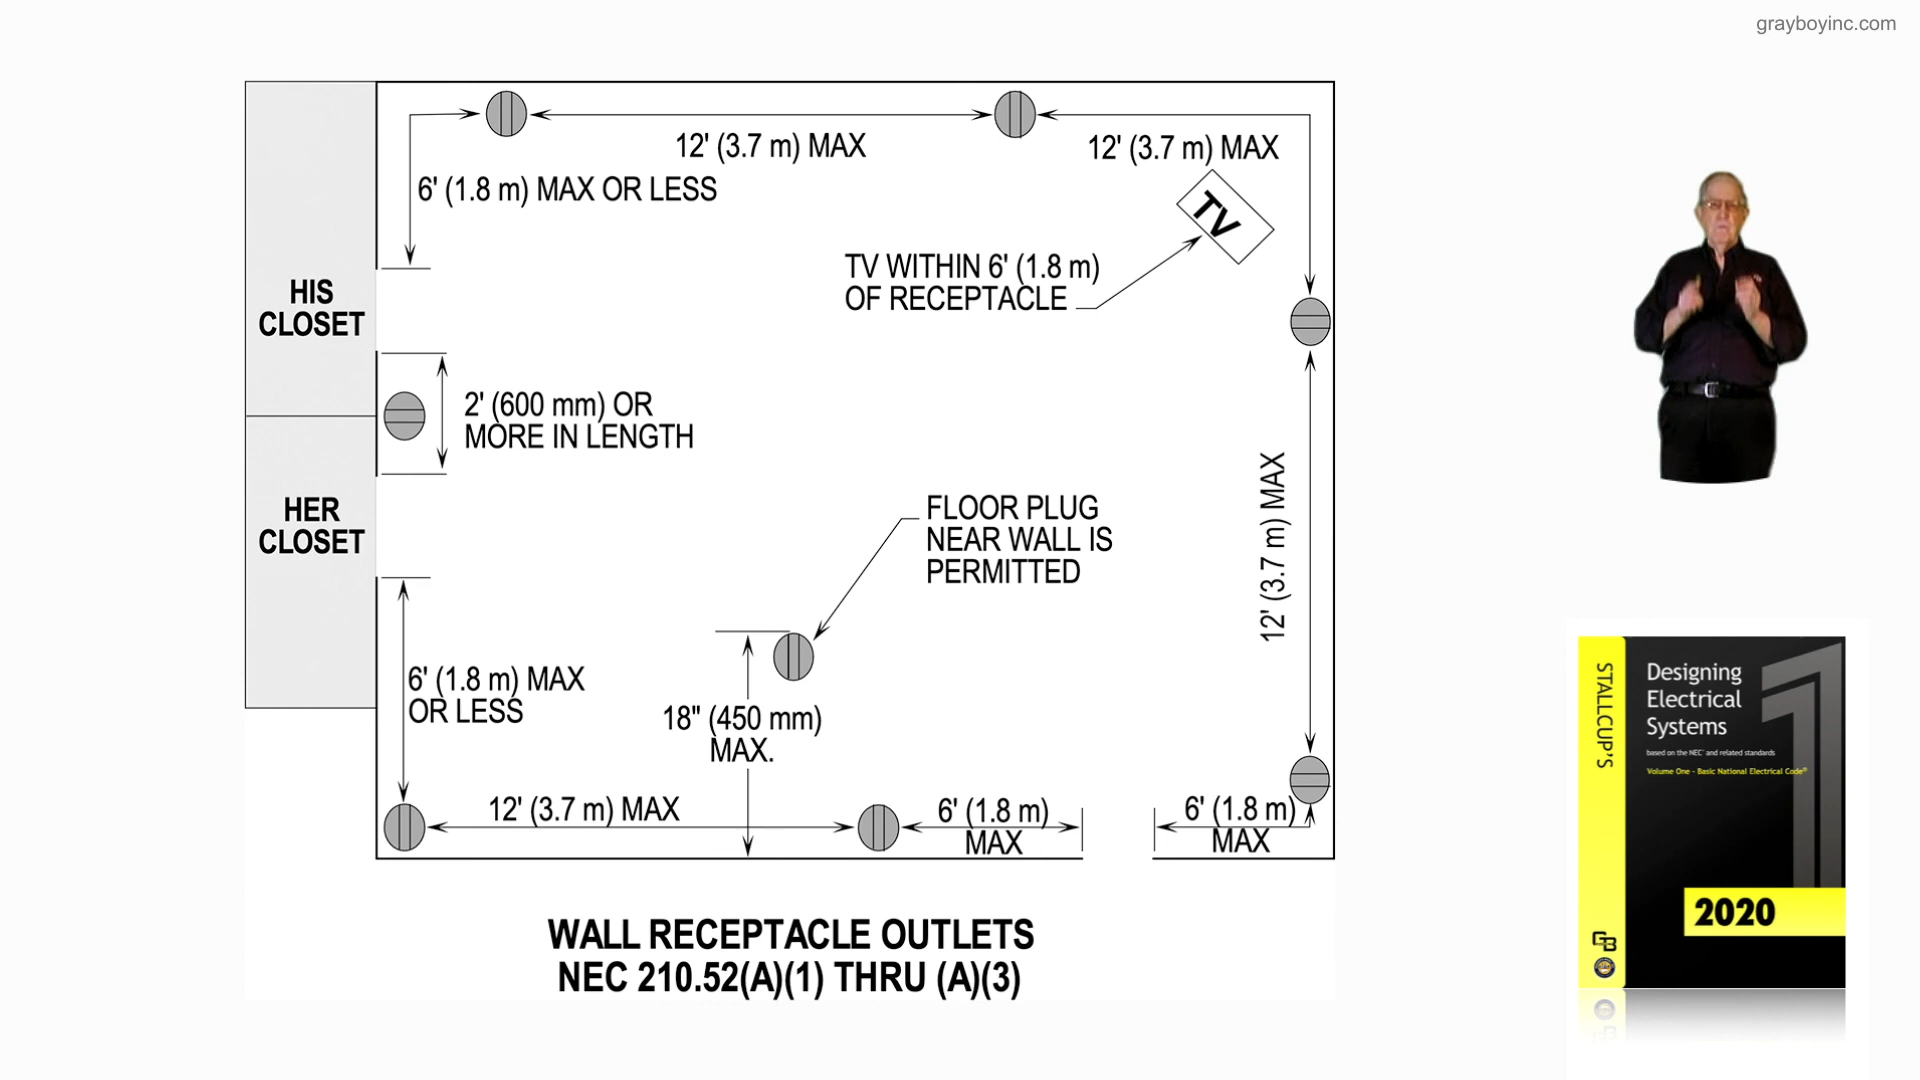 grayboyinc.com
12' (3.7 m) MAX
12' (3.7 m) MAX
6' (1.8 m) MAX OR LESS
TV
TV WITHIN 6' (1.8 m)
OF RECEPTACLE
HIS
CLOSET
2' (600 mm) OR
MORE IN LENGTH
HER
CLOSET
FLOOR PLUG
NEAR WALL IS
PERMITTED
12' (3.7 m) MAX
6' (1.8 m) MAX
OR LESS
18" (450 mm)
MAX.
12' (3.7 m) MAX
6' (1.8 m)
MAX
6' (1.8 m)
MAX
WALL RECEPTACLE OUTLETS
NEC 210.52(A)(1) THRU (A)(3)
STALLCUP'S
Designing
Electrical
Systems
based on the NEC® and related standards
Volume One - Basic National Electrical Code®
1
2020
GB